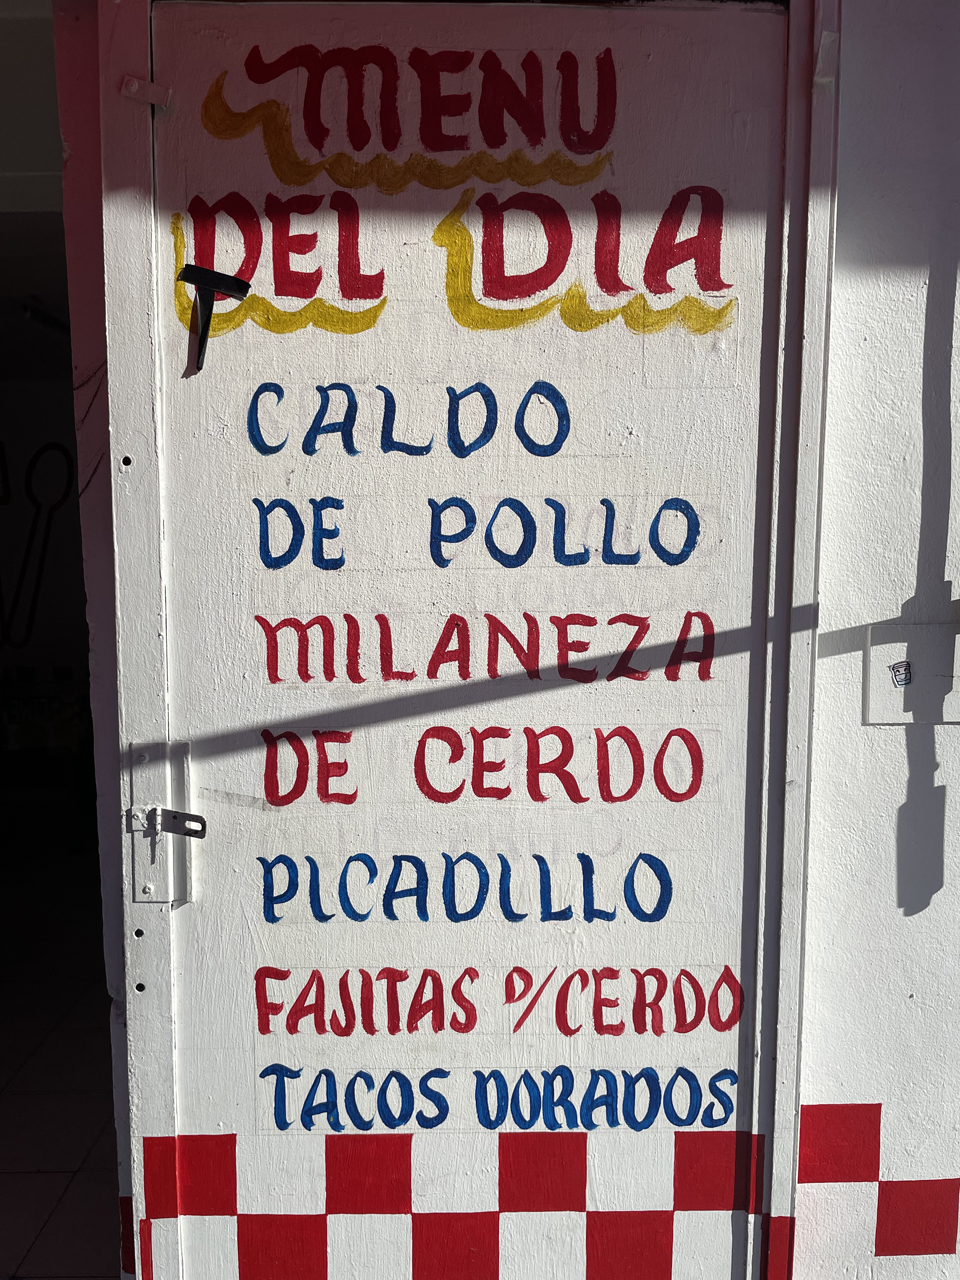 MENU
DEL DIA
CALDO
DE POLLO
MILANEZA
DE CERDO
PICADILLO
FAJITAS D/CERDO
TACOS DORADOS